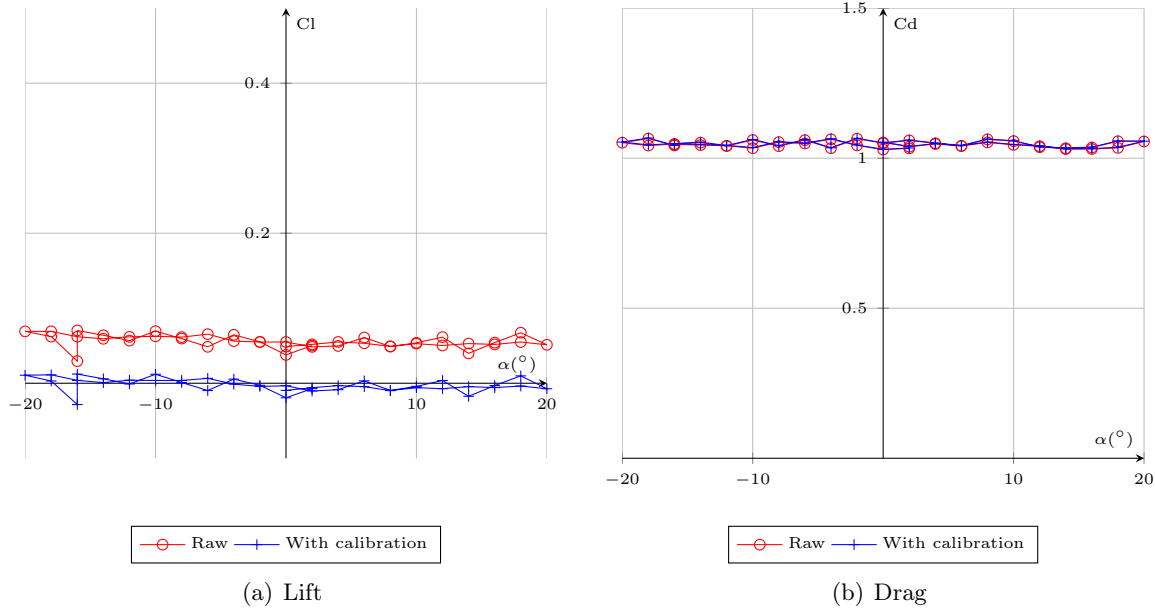 Cl
0.4
0.2
α(°)
−20
−10
10
20
Raw
With calibration
(a) Lift
1.5
Cd
1
0.5
α(°)
−20
−10
10
20
Raw
With calibration
(b) Drag